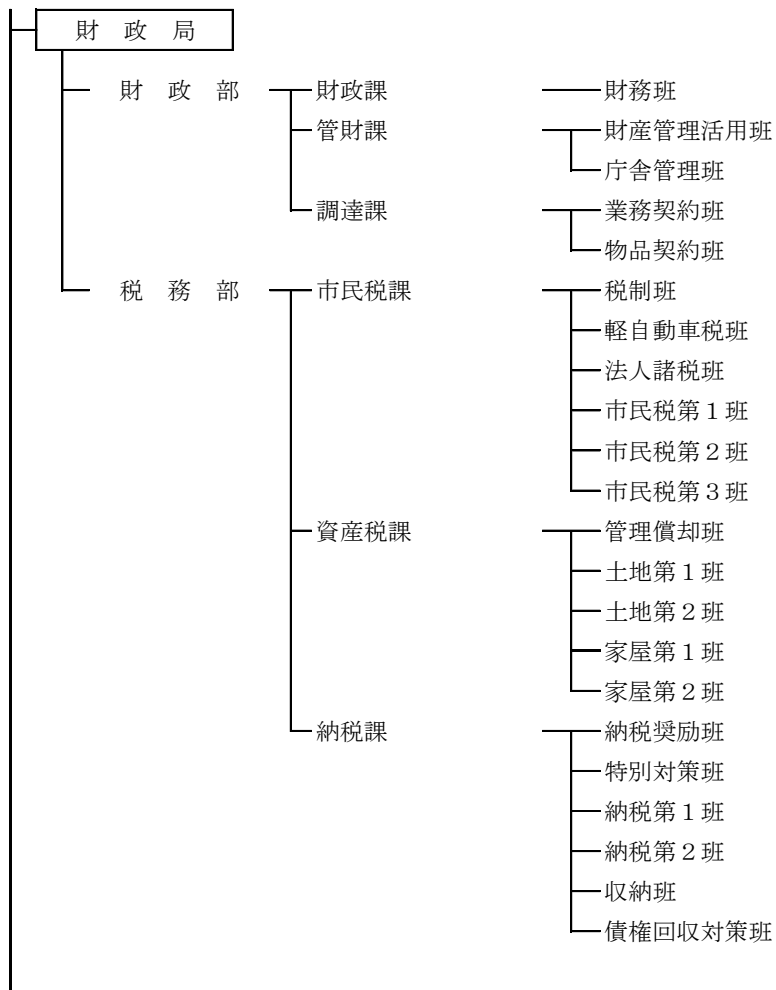 財政局
財政部 財政課 財務班
管財課 財産管理活用班
庁舎管理班
調達課 業務契約班
物品契約班
税務部 市民税課 税制班
軽自動車税班
法人諸税班
市民税第１班
市民税第２班
市民税第３班
資産税課 管理償却班
土地第１班
土地第２班
家屋第１班
家屋第２班
納税課 納税奨励班
特別対策班
納税第１班
納税第２班
収納班
債権回収対策班